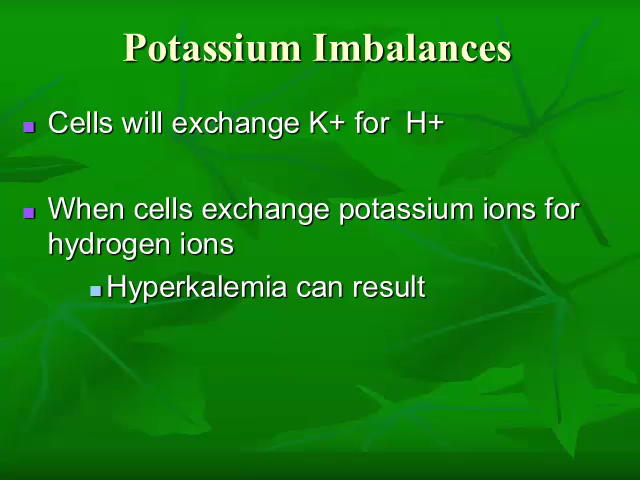 Potassium Imbalances
Cells will exchange K+ for  H+
When cells exchange potassium ions for
hydrogen ions
Hyperkalemia can result